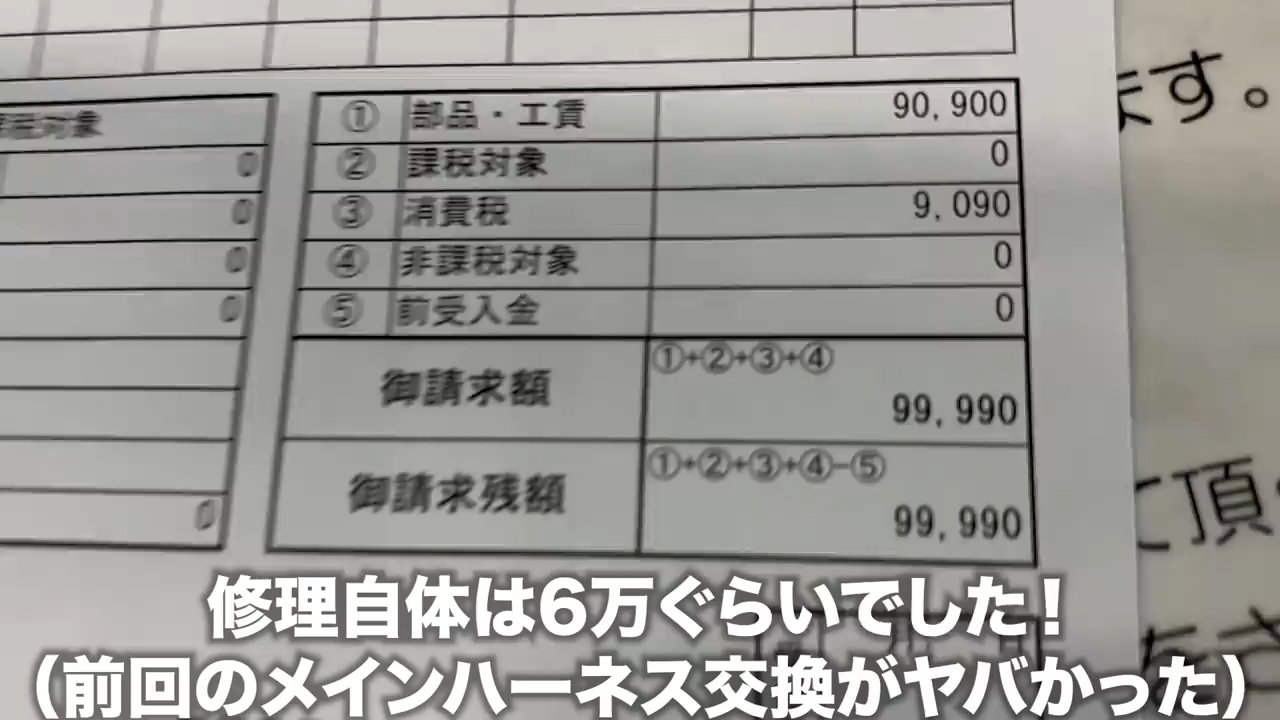 課税対象
0
0
0
0
0
① 部品・工賃 90,900
② 課税対象 0
③ 消費税 9,090
④ 非課税対象 0
⑤ 前受入金 0
御請求額 ①+②+③+④ 99,990
御請求残額 ①+②+③+④-⑤ 99,990
ます。
て頂
修理自体は6万ぐらいでした!
(前回のメインハーネス交換がヤバかった)